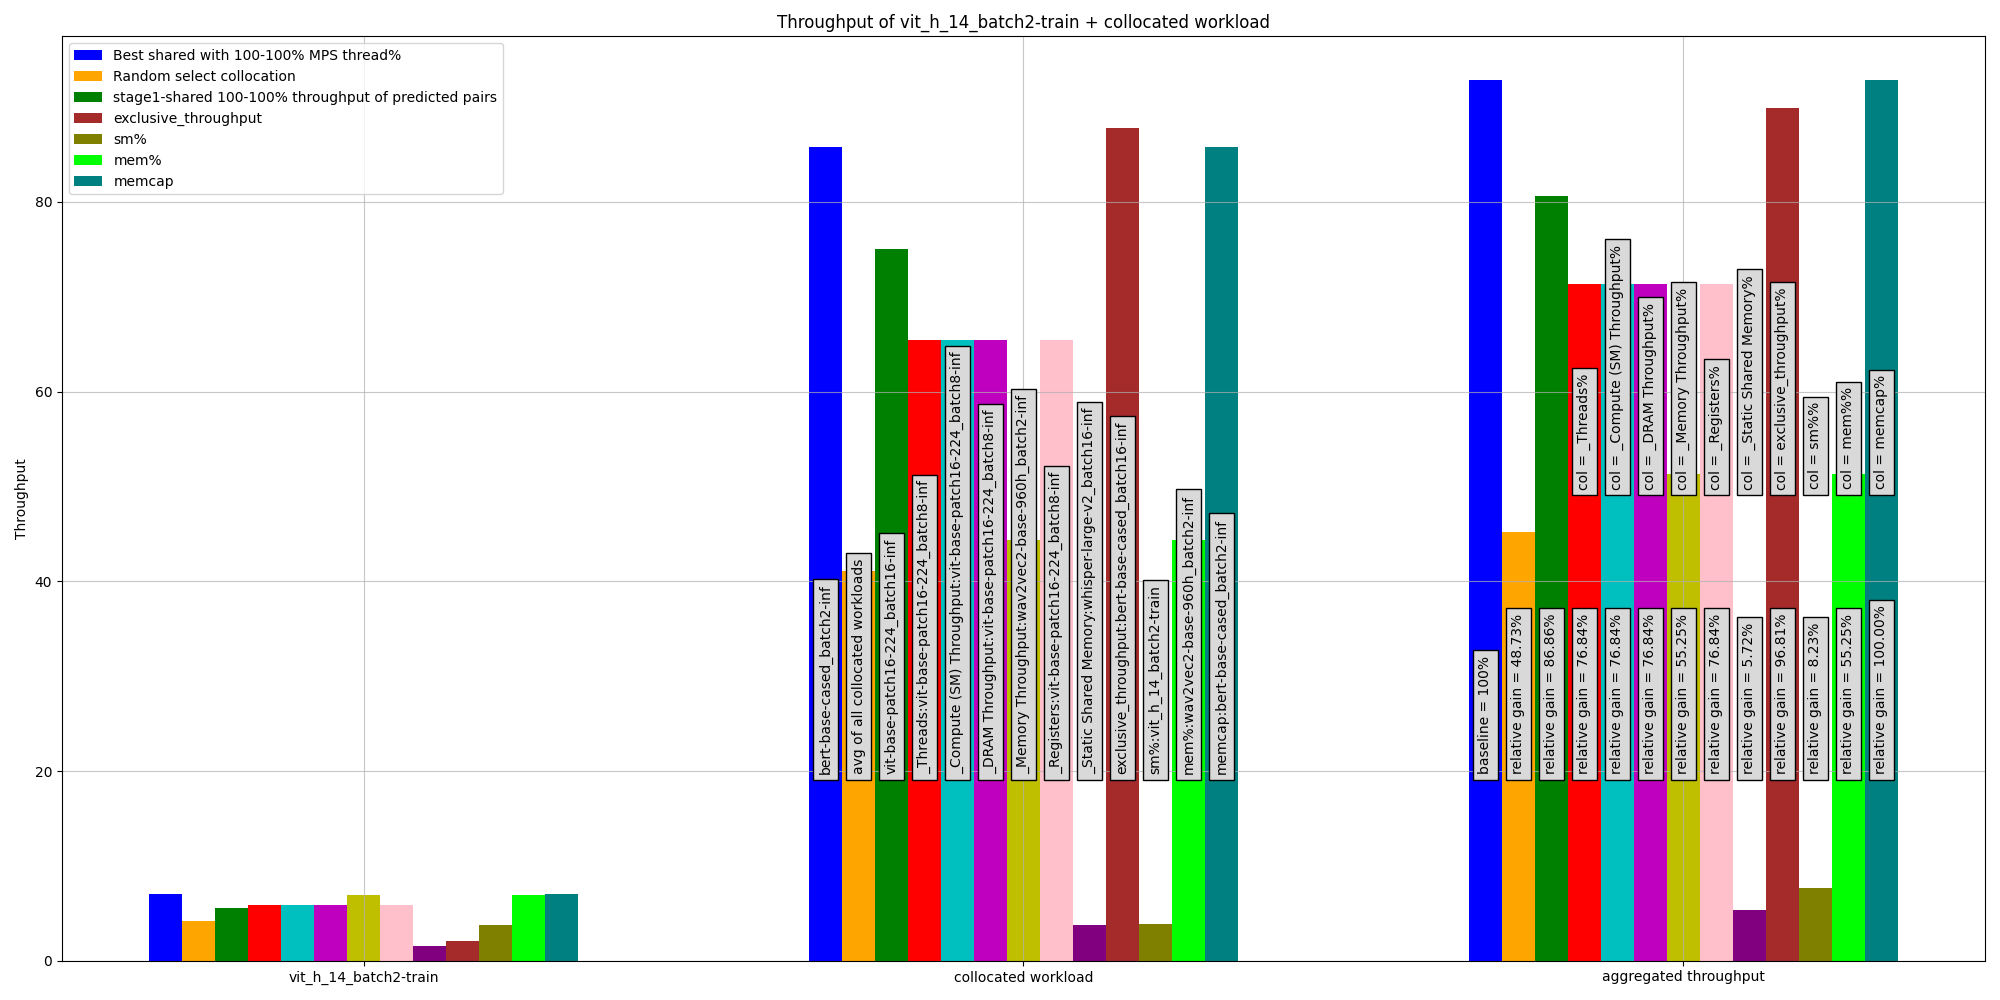 Throughput of vit_h_14_batch2-train + collocated workload
Best shared with 100-100% MPS thread%
Random select collocation
stage1-shared 100-100% throughput of predicted pairs
exclusive_throughput
sm%
mem%
memcap
Throughput
80
60
40
20
0
bert-base-cased_batch2-inf
avg of all collocated workloads
vit-base-patch16-224_batch16-inf
_Threads:vit-base-patch16-224_batch8-inf
_Compute (SM) Throughput:vit-base-patch16-224_batch8-inf
_DRAM Throughput:vit-base-patch16-224_batch8-inf
_Memory Throughput:wav2vec2-base-960h_batch2-inf
_Registers:vit-base-patch16-224_batch8-inf
_Static Shared Memory:whisper-large-v2_batch16-inf
exclusive_throughput:bert-base-cased_batch16-inf
sm%:vit_h_14_batch2-train
mem%:wav2vec2-base-960h_batch2-inf
memcap:bert-base-cased_batch2-inf
col = _Threads%
col = _Compute (SM) Throughput%
col = _DRAM Throughput%
col = _Memory Throughput%
col = _Registers%
col = _Static Shared Memory%
col = exclusive_throughput%
col = sm%%
col = mem%%
col = memcap%
baseline = 100%
relative gain = 48.73%
relative gain = 86.86%
relative gain = 76.84%
relative gain = 76.84%
relative gain = 76.84%
relative gain = 55.25%
relative gain = 76.84%
relative gain = 5.72%
relative gain = 96.81%
relative gain = 8.23%
relative gain = 55.25%
relative gain = 100.00%
vit_h_14_batch2-train
collocated workload
aggregated throughput